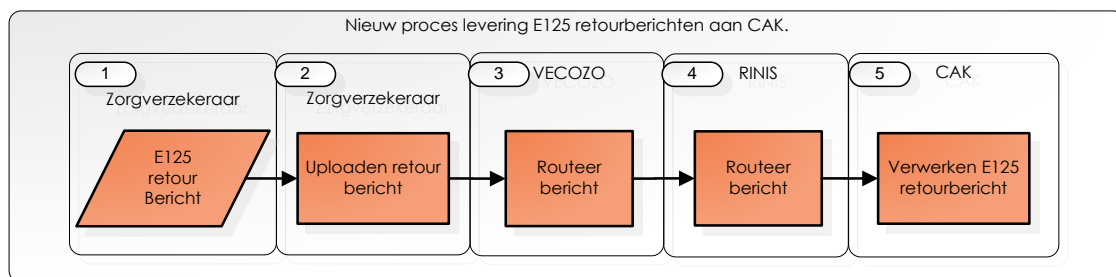 Nieuw proces levering E125 retourberichten aan CAK.
1
Zorgverzekeraar
E125
retour
Bericht
2
Zorgverzekeraar
Uploaden retour
bericht
3
VECOZO
Routeer
bericht
4
RINIS
Routeer
bericht
5
CAK
Verwerken E125
retourbericht